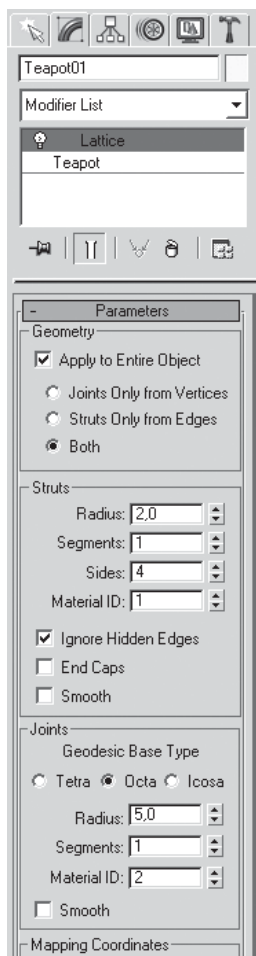 Teapot01
Modifier List
Lattice
Teapot
- Parameters
Geometry
Apply to Entire Object
Joints Only from Vertices
Struts Only from Edges
Both
Struts
Radius: 2,0
Segments: 1
Sides: 4
Material ID: 1
Ignore Hidden Edges
End Caps
Smooth
Joints
Geodesic Base Type
Tetra Octa Icosa
Radius: 5,0
Segments: 1
Material ID: 2
Smooth
Mapping Coordinates